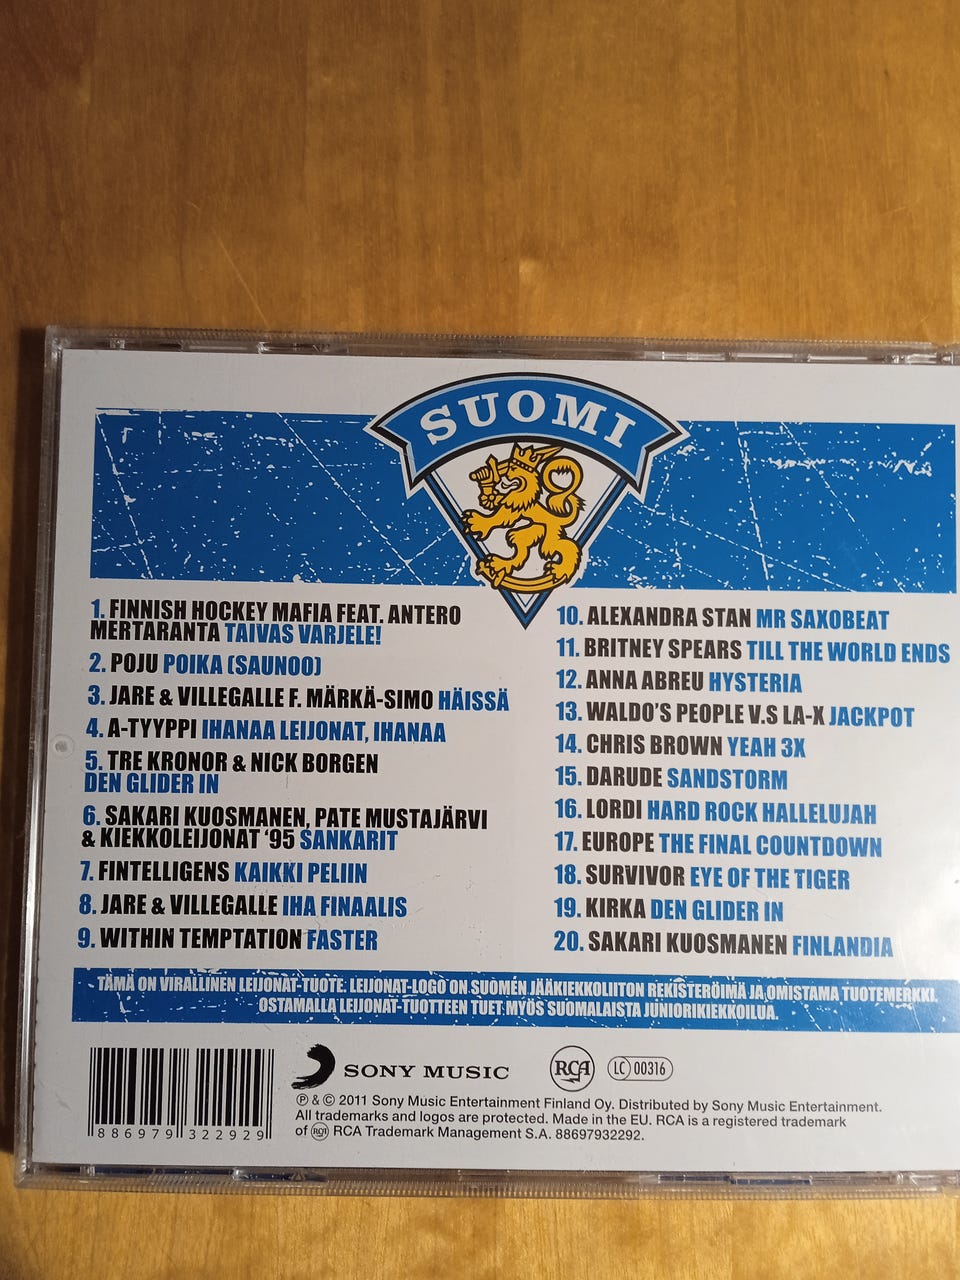 SUOMI
1. FINNISH HOCKEY MAFIA FEAT. ANTERO
MERTARANTA TAIVAS VARJELE!
2. POJU POIKA (SAUNOO)
3. JARE & VILLEGALLE F. MÄRKÄ-SIMO HÄISSÄ
4. A-TYYPPI IHANAA LEIJONAT, IHANAA
5. TRE KRONOR & NICK BORGEN
DEN GLIDER IN
6. SAKARI KUOSMANEN, PATE MUSTAJÄRVI
& KIEKKOLEIJONAT ‘95 SANKARIT
7. FINTELLIGENS KAIKKI PELIIN
8. JARE & VILLEGALLE IHA FINAALIS
9. WITHIN TEMPTATION FASTER
10. ALEXANDRA STAN MR SAXOBEAT
11. BRITNEY SPEARS TILL THE WORLD ENDS
12. ANNA ABREU HYSTERIA
13. WALDO'S PEOPLE V.S LA-X JACKPOT
14. CHRIS BROWN YEAH 3X
15. DARUDE SANDSTORM
16. LORDI HARD ROCK HALLELUJAH
17. EUROPE THE FINAL COUNTDOWN
18. SURVIVOR EYE OF THE TIGER
19. KIRKA DEN GLIDER IN
20. SAKARI KUOSMANEN FINLANDIA
TÄMÄ ON VIRALLINEN LEIJONAT-TUOTE. LEIJONAT-LOGO ON SUOMEN JÄÄKIEKKOLIITON REKISTERÖIMÄ JA OMISTAMA TUOTEMERKKI.
OSTAMALLA LEIJONAT-TUOTTEEN TUET MYÖS SUOMALAISTA JUNIORIKIEKKOILUA.
8 86979 32292 9
SONY MUSIC
RCA
LC 00316
℗ & © 2011 Sony Music Entertainment Finland Oy. Distributed by Sony Music Entertainment.
All trademarks and logos are protected. Made in the EU. RCA is a registered trademark
of RCA RCA Trademark Management S.A. 88697932292.